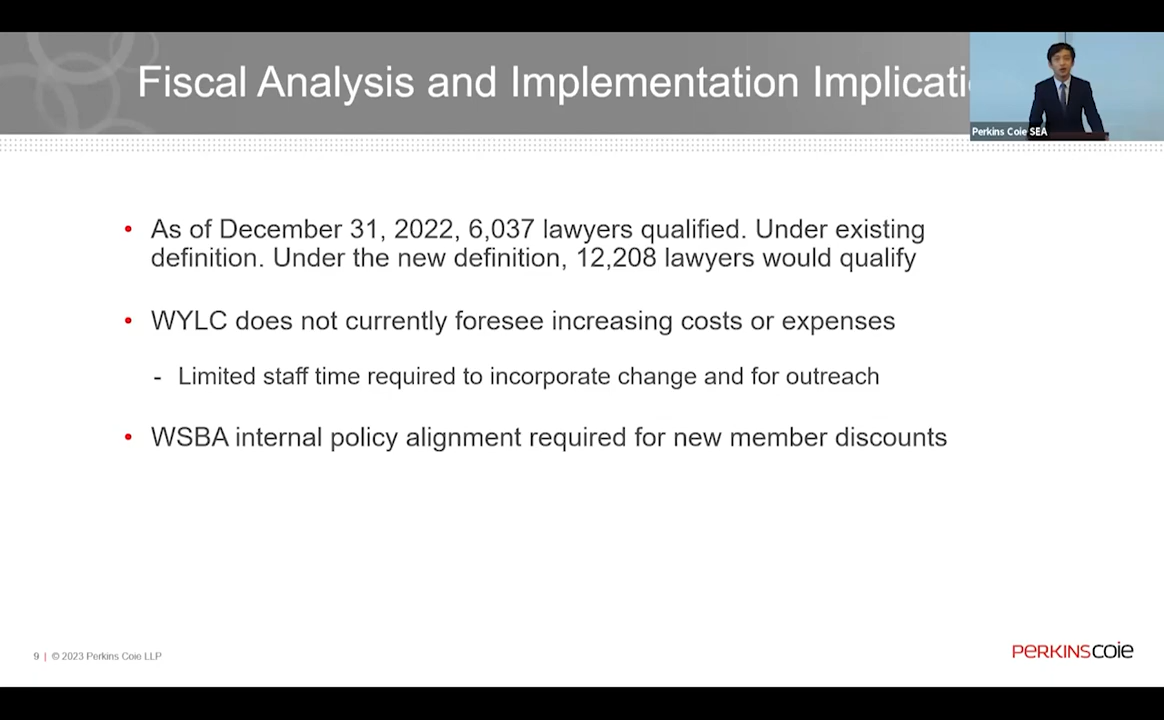 Fiscal Analysis and Implementation Implicati
Perkins Coie SEA
• As of December 31, 2022, 6,037 lawyers qualified. Under existing
definition. Under the new definition, 12,208 lawyers would qualify
• WYLC does not currently foresee increasing costs or expenses
- Limited staff time required to incorporate change and for outreach
• WSBA internal policy alignment required for new member discounts
9 | © 2023 Perkins Coie LLP
PERKINSCOIE